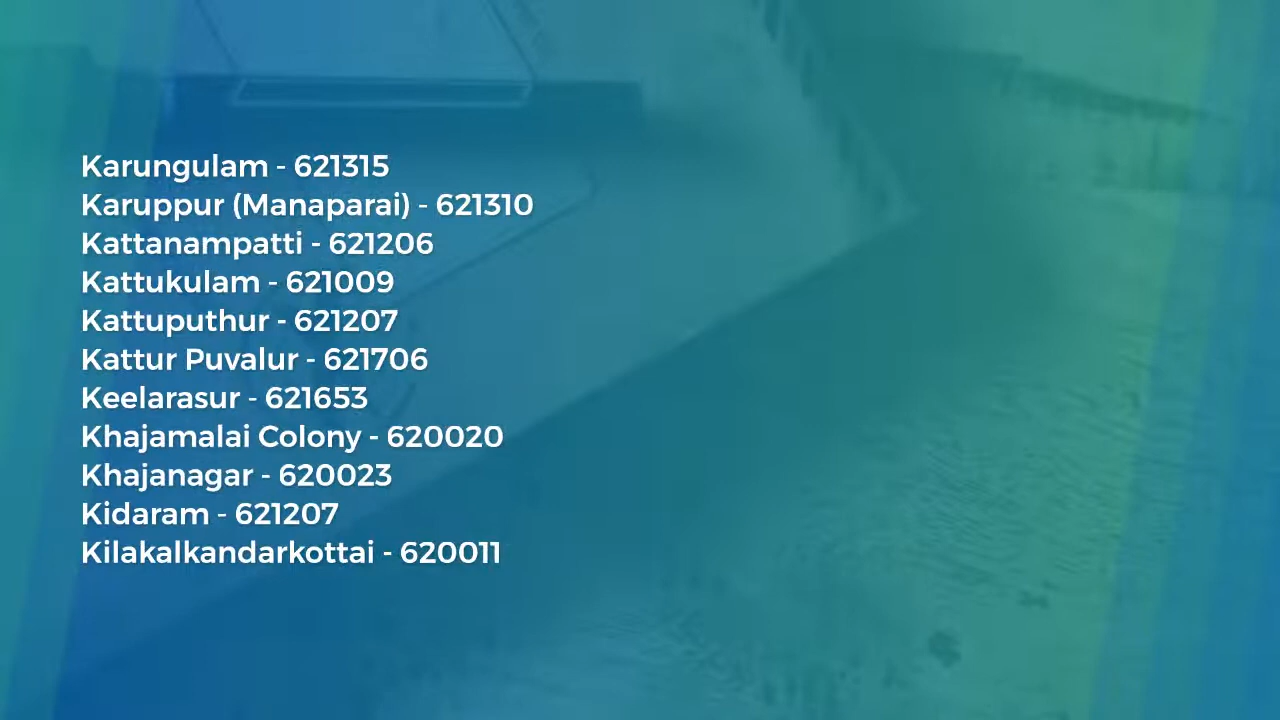 Karungulam - 621315
Karuppur (Manaparai) - 621310
Kattanampatti - 621206
Kattukulam - 621009
Kattuputhur - 621207
Kattur Puvalur - 621706
Keelarasur - 621653
Khajamalai Colony - 620020
Khajanagar - 620023
Kidaram - 621207
Kilakalkandarkottai - 620011